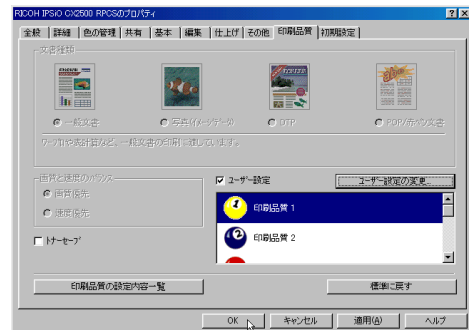 RICOH IPSiO CX2500 RPCSのプロパティ
全般 詳細 色の管理 共有 基本 編集 仕上げ その他 印刷品質 初期設定
文書種類
一般文書 写真(イメージデータ) DTP POP/チラシ文書
ワープロや表計算など、一般文書の印刷に適しています。
画質と速度のバランス
画質優先
速度優先
トナーセーブ
ユーザー設定 ユーザー設定の変更...
印刷品質 1
印刷品質 2
印刷品質の設定内容一覧 標準に戻す
OK キャンセル 適用(A) ヘルプ